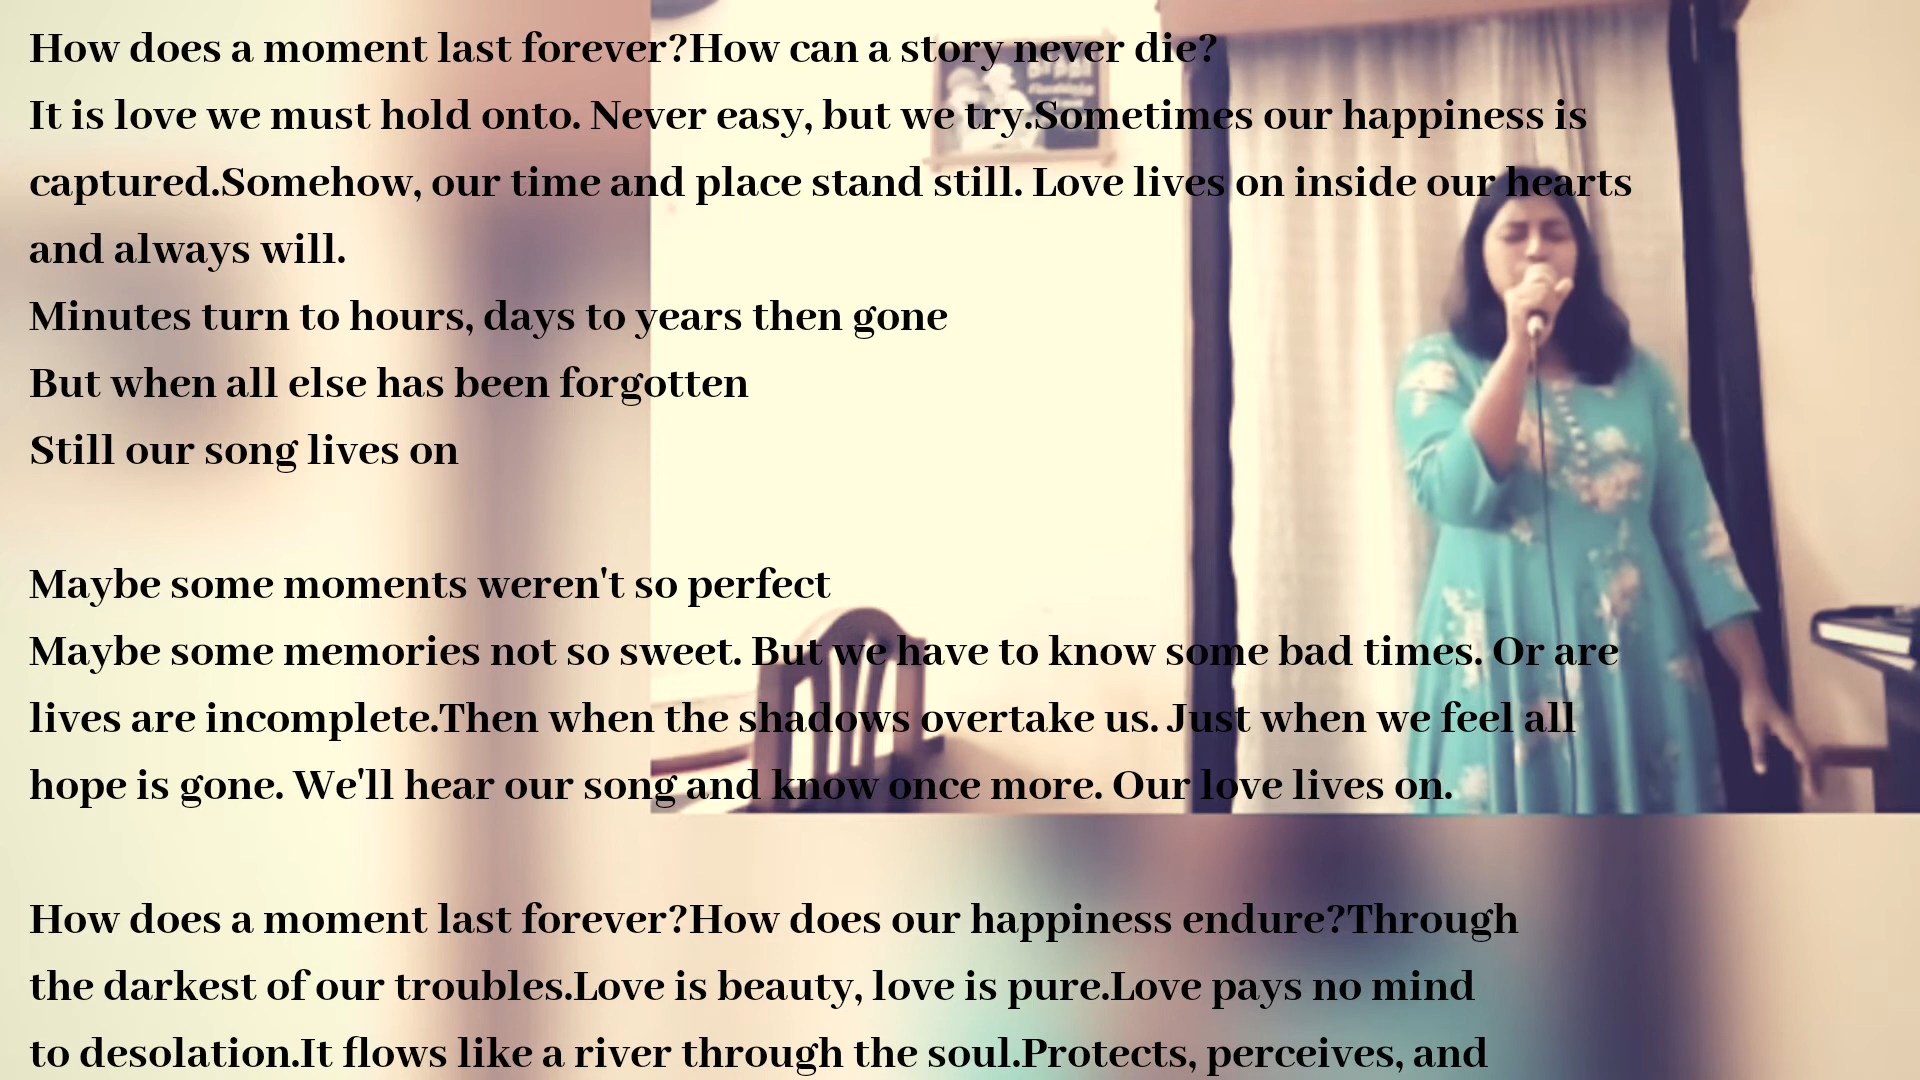 How does a moment last forever?How can a story never die?
It is love we must hold onto. Never easy, but we try.Sometimes our happiness is
captured.Somehow, our time and place stand still. Love lives on inside our hearts
and always will.
Minutes turn to hours, days to years then gone
But when all else has been forgotten
Still our song lives on
Maybe some moments weren't so perfect
Maybe some memories not so sweet. But we have to know some bad times. Or are
lives are incomplete.Then when the shadows overtake us. Just when we feel all
hope is gone. We'll hear our song and know once more. Our love lives on.
How does a moment last forever?How does our happiness endure?Through
the darkest of our troubles.Love is beauty, love is pure.Love pays no mind
to desolation.It flows like a river through the soul.Protects, perceives, and